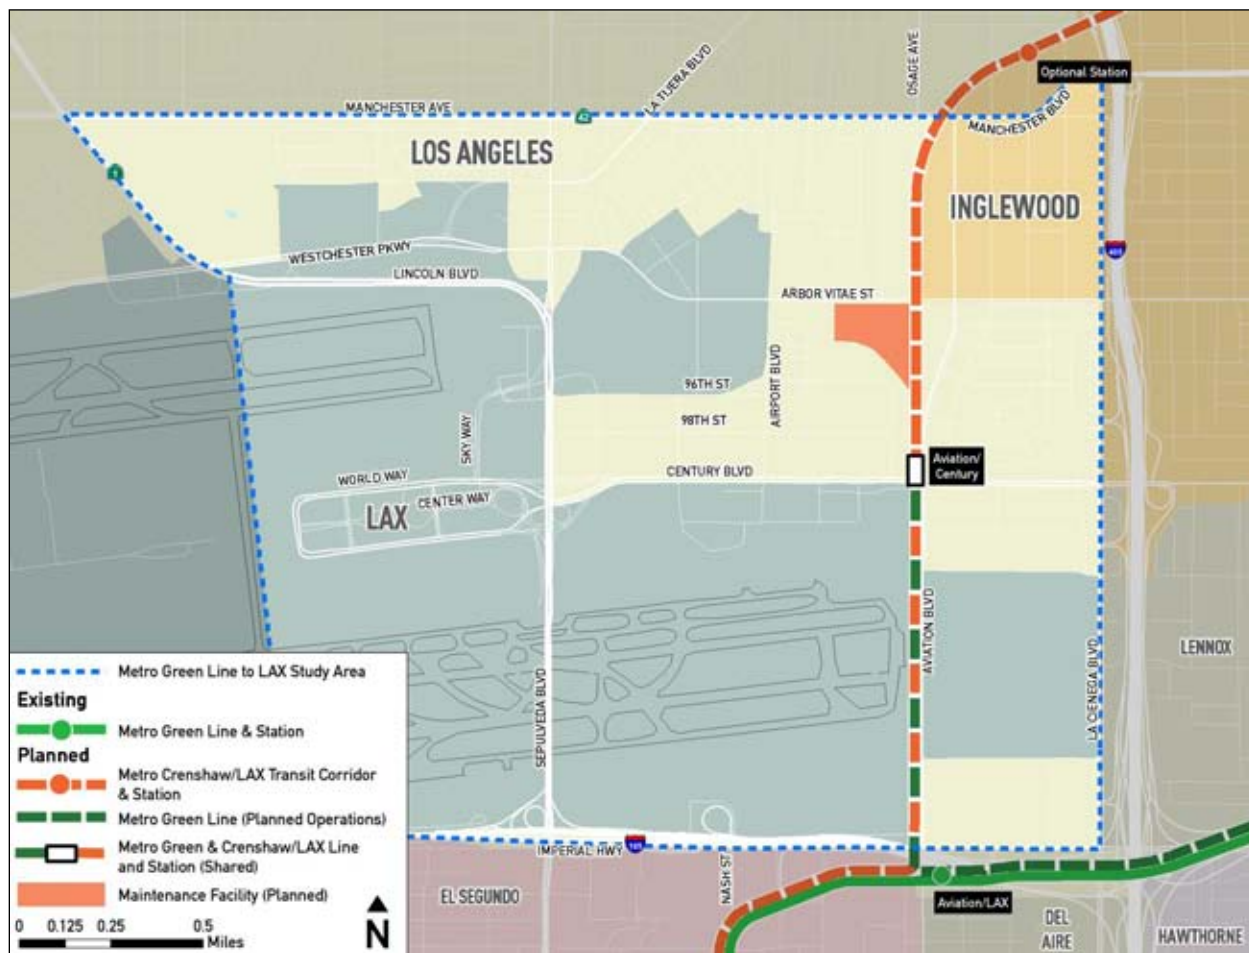 OSAGE AVE
LA TIJERA BLVD
Optional Station
MANCHESTER AVE
42
MANCHESTER BLVD
LOS ANGELES
1
INGLEWOOD
405
WESTCHESTER PKWY
LINCOLN BLVD
ARBOR VITAE ST
96TH ST
AIRPORT BLVD
98TH ST
SKY WAY
Aviation/
Century
WORLD WAY
CENTURY BLVD
CENTER WAY
LAX
AVIATION BLVD
LENNOX
LA CIENEGA BLVD
SEPULVEDA BLVD
Metro Green Line to LAX Study Area
Existing
Metro Green Line & Station
Planned
Metro Crenshaw/LAX Transit Corridor
& Station
Metro Green Line (Planned Operations)
Metro Green & Crenshaw/LAX Line
and Station (Shared)
Maintenance Facility (Planned)
0 0.125 0.25 0.5
Miles
N
IMPERIAL HWY
105
NASH ST
EL SEGUNDO
Aviation/LAX
DEL
AIRE
HAWTHORNE